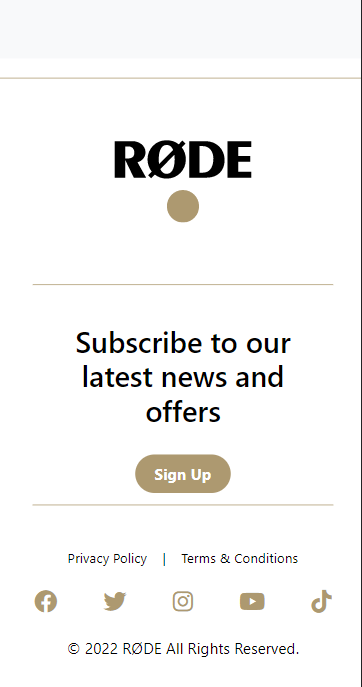 RØDE
Subscribe to our
latest news and
offers
Sign Up
Privacy Policy | Terms & Conditions
© 2022 RØDE All Rights Reserved.